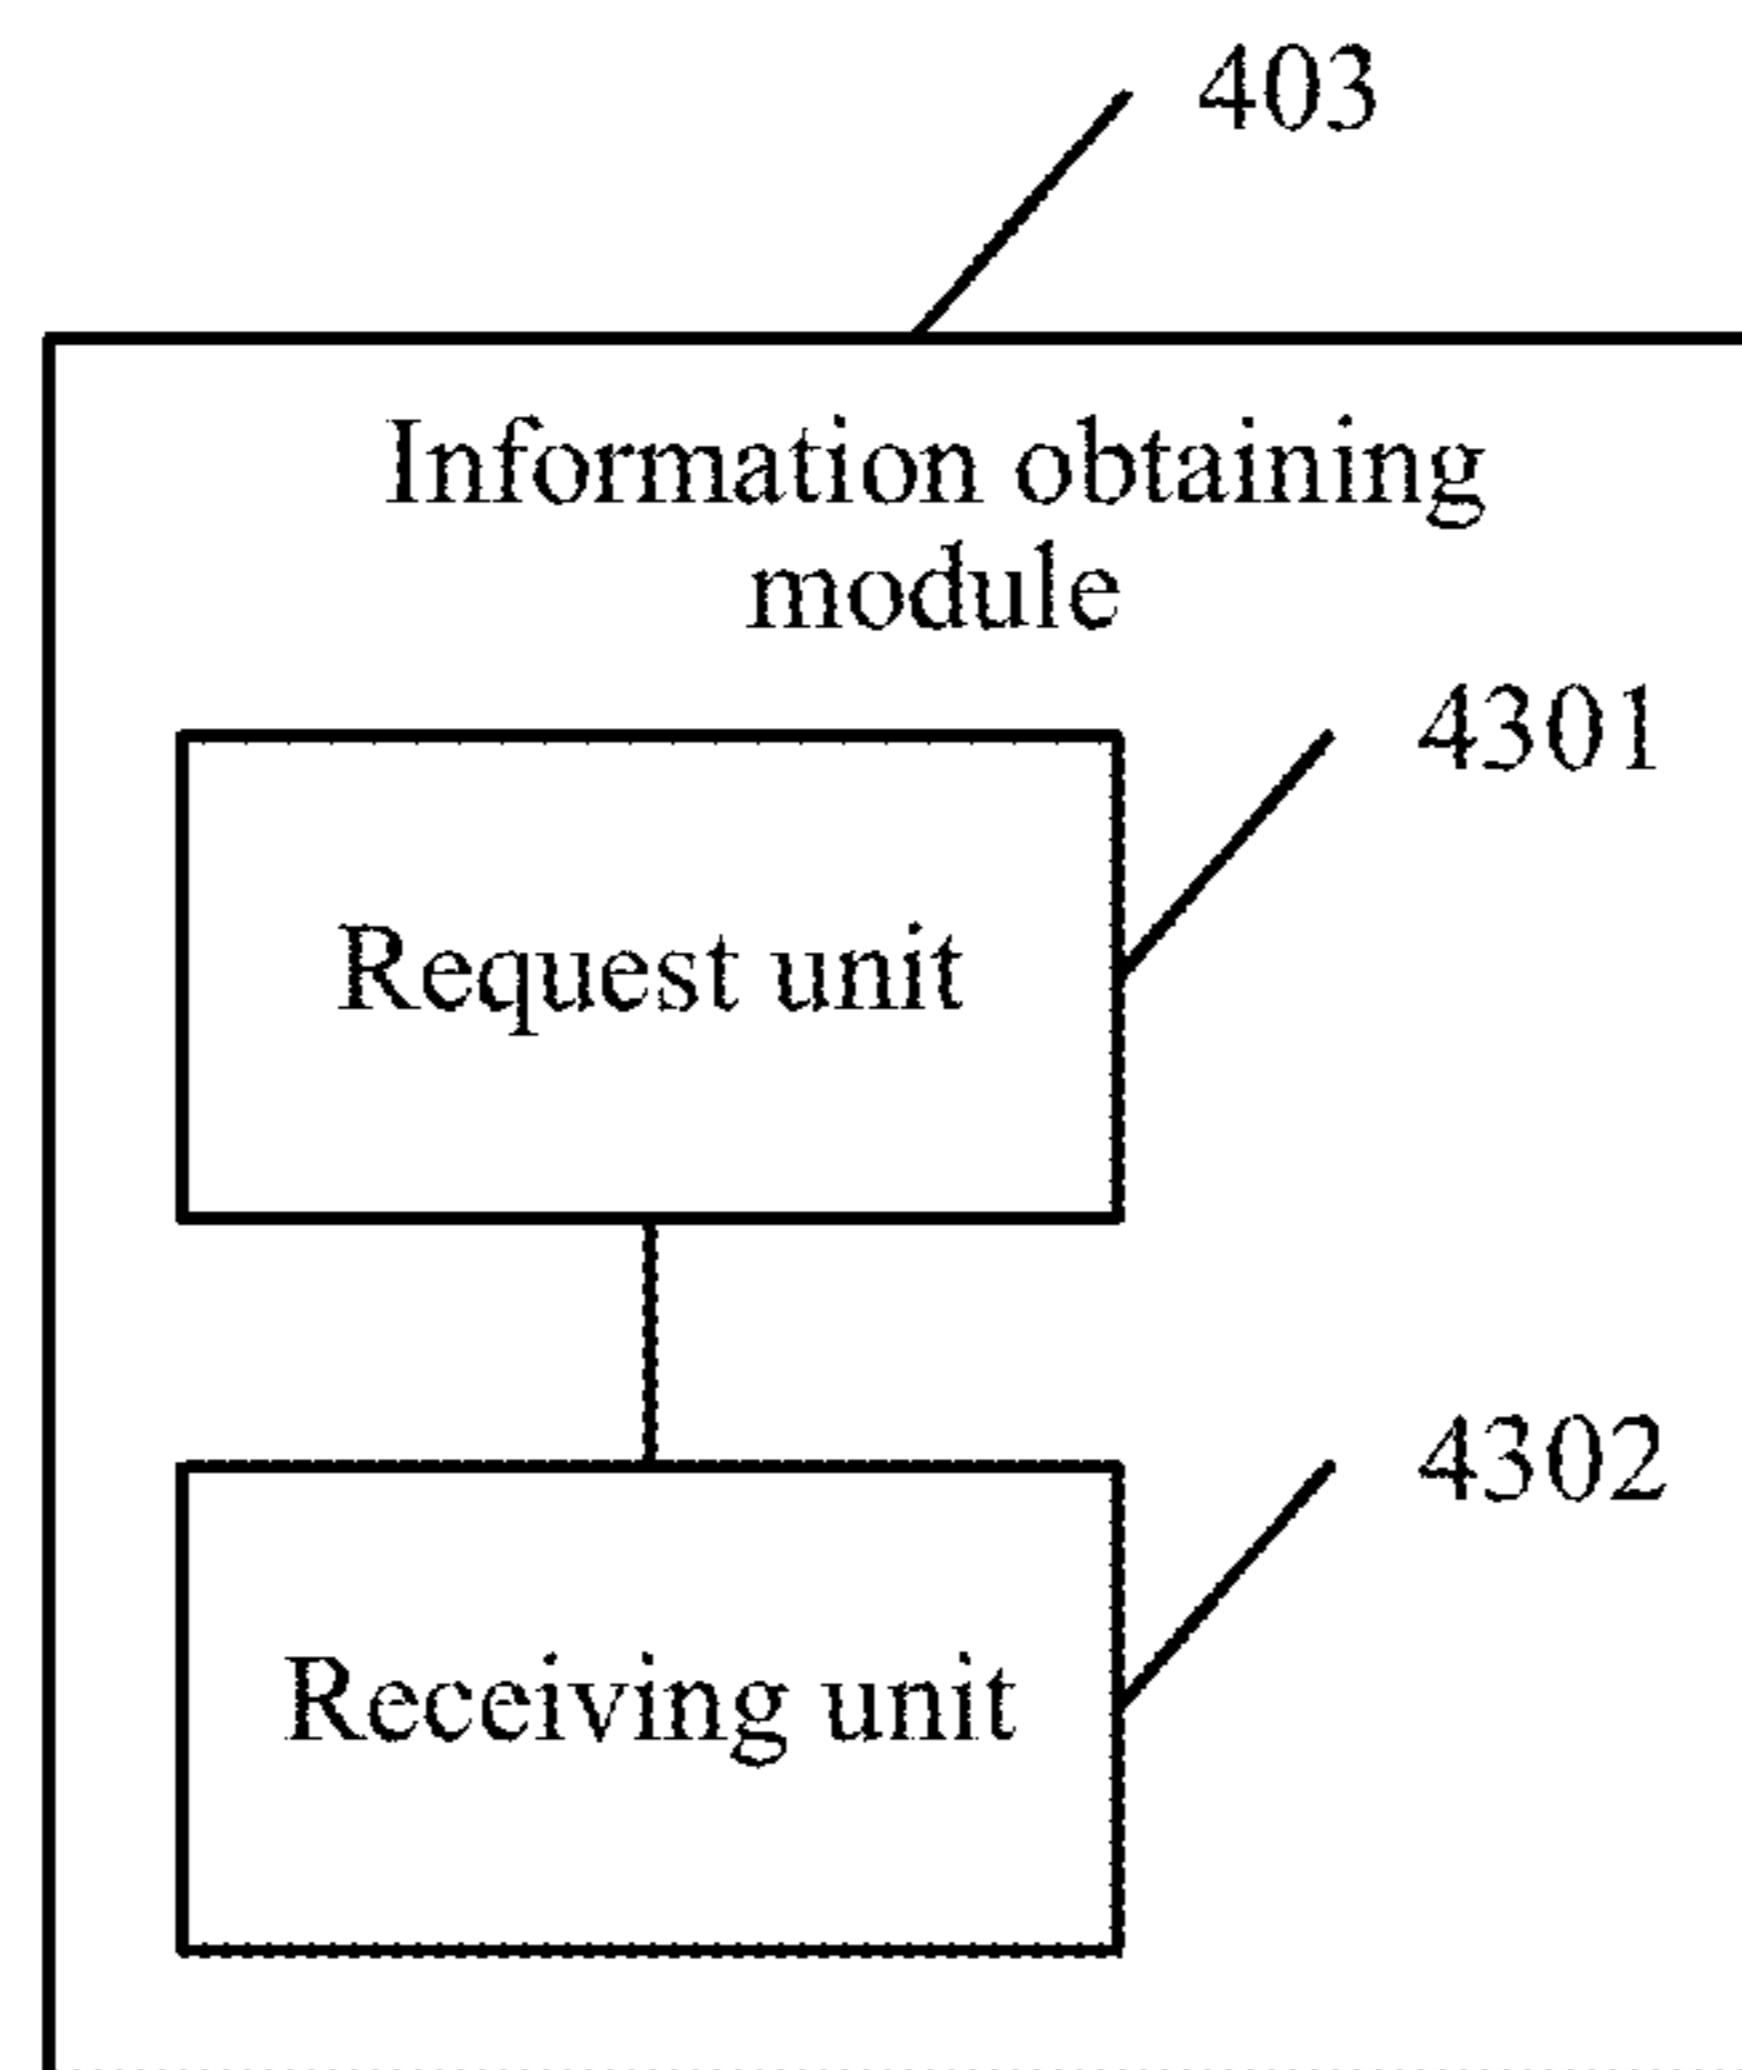 403
Information obtaining
module
4301
Request unit
4302
Receiving unit